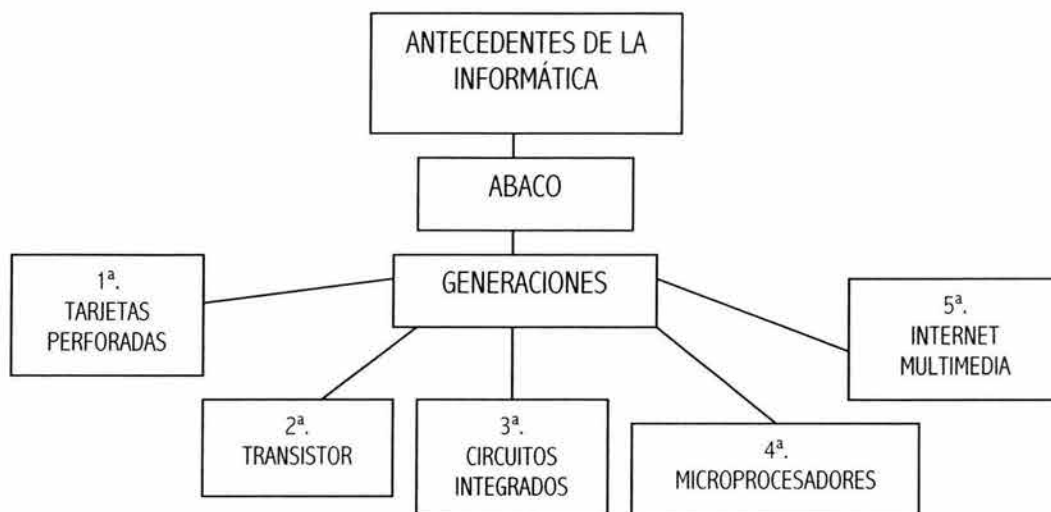 ANTECEDENTES DE LA
INFORMÁTICA
ABACO
GENERACIONES
1ª.
TARJETAS
PERFORADAS
2ª.
TRANSISTOR
3ª.
CIRCUITOS
INTEGRADOS
4ª.
MICROPROCESADORES
5ª.
INTERNET
MULTIMEDIA